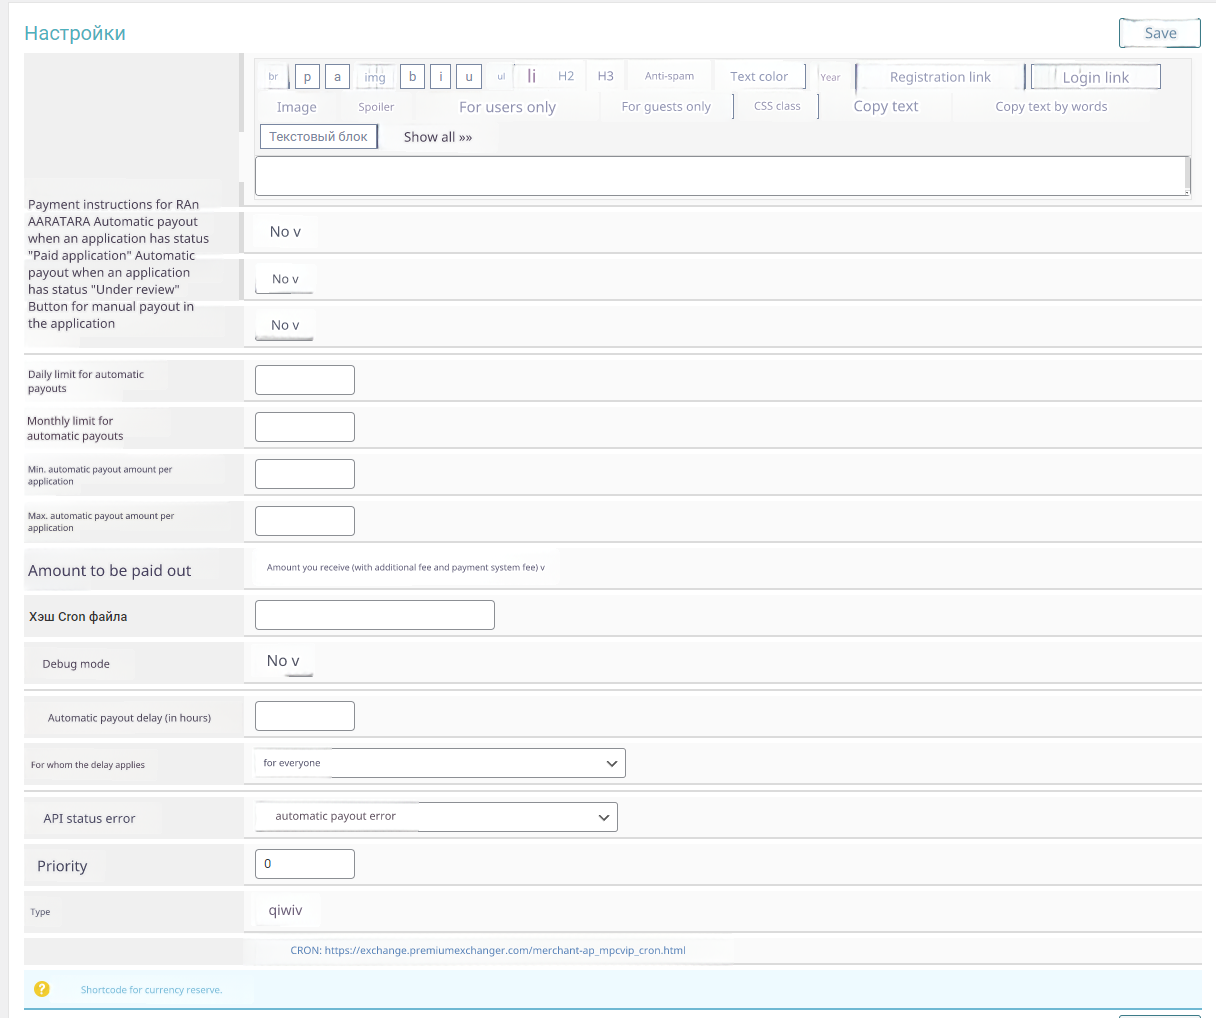 Настройки
Save
br p a img b i u ul li H2 H3 Anti-spam Text color Year Registration link Login link
Image Spoiler For users only For guests only CSS class Copy text Copy text by words
Текстовый блок Show all »»
Payment instructions for RAn
AARATARA Automatic payout
when an application has status
"Paid application" Automatic
payout when an application
has status "Under review"
Button for manual payout in
the application
No v
No v
No v
Daily limit for automatic
payouts
Monthly limit for
automatic payouts
Min. automatic payout amount per
application
Max. automatic payout amount per
application
Amount to be paid out
Amount you receive (with additional fee and payment system fee) v
Хэш Cron файла
Debug mode
No v
Automatic payout delay (in hours)
For whom the delay applies
for everyone
API status error
automatic payout error
Priority
0
Type
qiwiv
CRON: https://exchange.premiumexchanger.com/merchant-ap_mpcvip_cron.html
?
Shortcode for currency reserve.